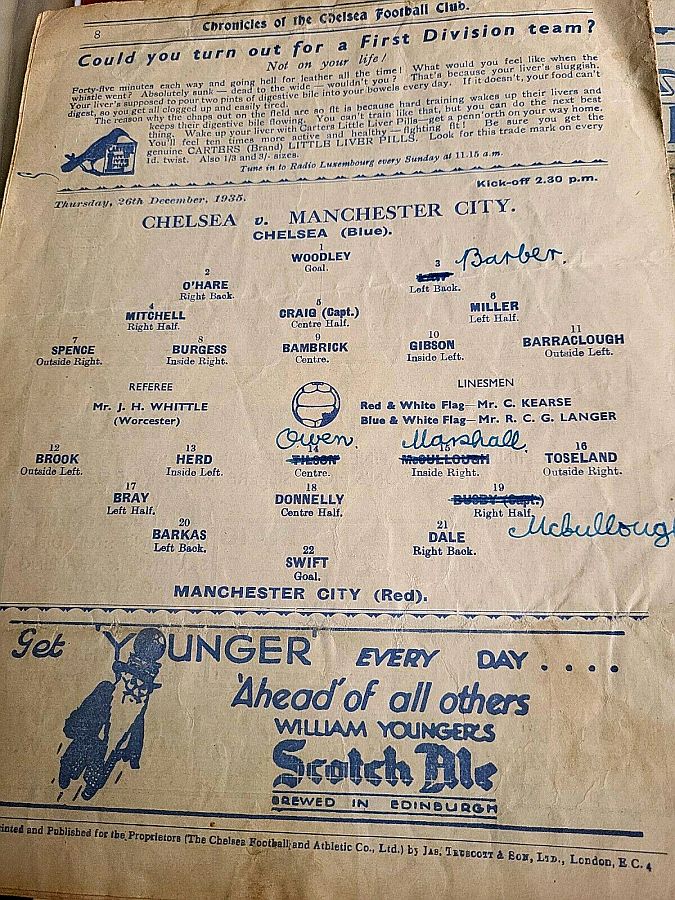 8
Chronicles of the Chelsea Football Club.
Could you turn out for a First Division team?
Not on your life!
Forty-five minutes each way and going hell for leather all the time! What would you feel like when the
whistle went? Absolutely sunk — dead to the wide — wouldn't you? That's because your liver's sluggish.
Your liver's supposed to pour two pints of digestive bile into your bowels every day. If it doesn't, your food can't
digest, so you get all clogged up and easily tired.
The reason why the chaps out on the field are so fit is because hard training wakes up their livers and
keeps their digestive bile flowing. You can't train like that, but you can do the next best
thing. Wake up your liver with Carters Little Liver Pills—get a penn'orth on your way home.
You'll feel ten times more active and healthy—fighting fit! Be sure you get the
genuine CARTERS (Brand) LITTLE LIVER PILLS. Look for this trade mark on every
1d. twist. Also 1/3 and 3/- sizes.
Tune in to Radio Luxembourg every Sunday at 11.15 a.m.
Kick-off 2.30 p.m.
Thursday, 26th December, 1935.
CHELSEA v. MANCHESTER CITY.
CHELSEA (Blue).
1
WOODLEY
Goal.
2 3 Barber.
O'HARE
Right Back. Left Back.
4 5 6
MITCHELL CRAIG (Capt.) MILLER
Right Half. Centre Half. Left Half.
7 8 9 10 11
SPENCE BURGESS BAMBRICK GIBSON BARRACLOUGH
Outside Right. Inside Right. Centre. Inside Left. Outside Left.
REFEREE LINESMEN
Mr. J. H. WHITTLE Red & White Flag—Mr. C. KEARSE
(Worcester) Blue & White Flag—Mr. R. C. G. LANGER
Owen. Marshall.
12 13 14 15 16
BROOK HERD TILSON McCULLOUGH TOSELAND
Outside Left. Inside Left. Centre. Inside Right. Outside Right.
17 18 19
BRAY DONNELLY BUSBY (Capt.)
Left Half. Centre Half. Right Half.
McCullough
20 21
BARKAS DALE
Left Back. Right Back.
22
SWIFT
Goal.
MANCHESTER CITY (Red).
Get 'YOUNGER' EVERY DAY....
'Ahead' of all others
WILLIAM YOUNGER'S
Scotch Ale
BREWED IN EDINBURGH
Printed and Published for the Proprietors (The Chelsea Football and Athletic Co., Ltd.) by JAS. TRUSCOTT & SON, LTD., London, E.C. 4